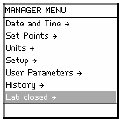 MANAGER MENU
Date and Time →
Set Points →
Units →
Setup →
User Parameters →
History →
Lab closed →